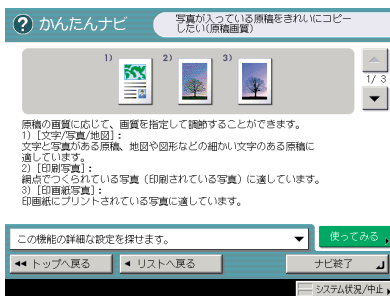 ? かんたんナビ
写真が入っている原稿をきれいにコピー
したい(原稿画質)
1)
2)
3)
1/ 3
原稿の画質に応じて、画質を指定して調節することができます。
1) [文字/写真/地図] :
文字と写真がある原稿、地図や図形などの細かい文字のある原稿に
適しています。
2) [印刷写真] :
網点でつくられている写真 (印刷されている写真) に適しています。
3) [印画紙写真] :
印画紙にプリントされている写真に適しています。
この機能の詳細な設定を探せます。
使ってみる
トップへ戻る
リストへ戻る
ナビ終了
システム状況/中止